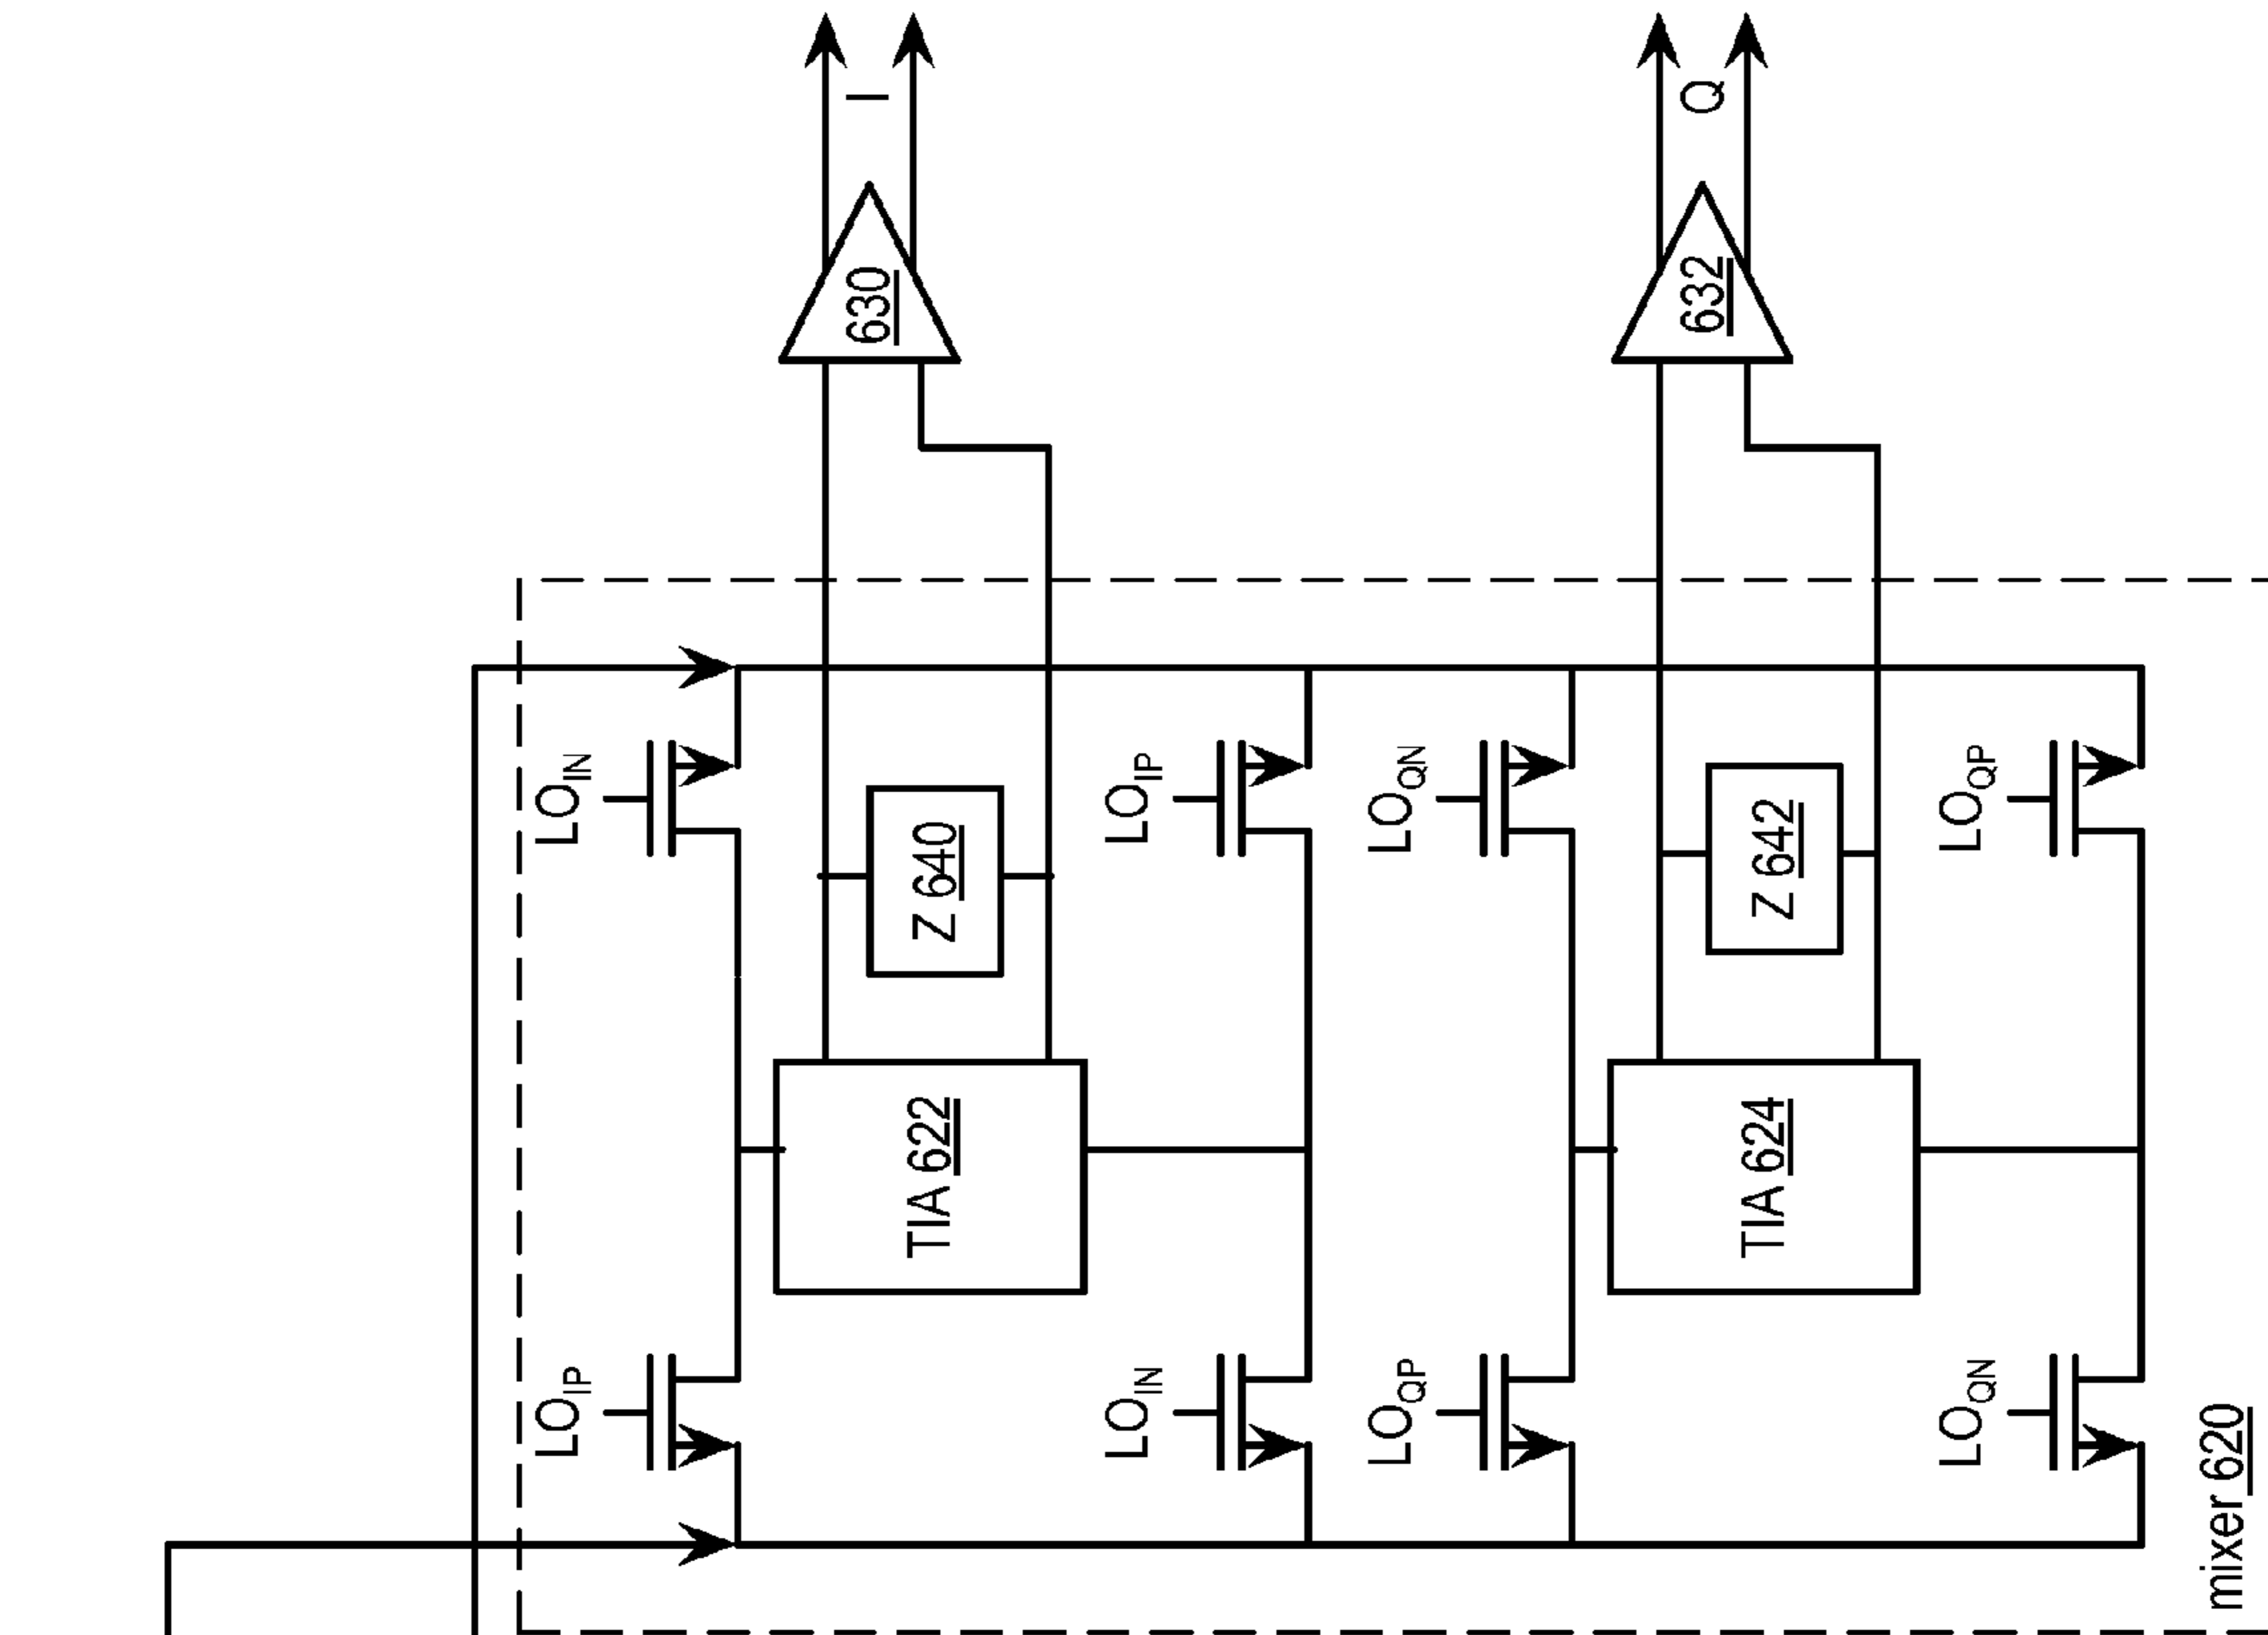 LO_IP
LO_IN
630
I
TIA 622
Z 640
LO_IN
LO_IP
LO_QP
LO_QN
632
Q
TIA 624
Z 642
LO_QN
LO_QP
mixer 620